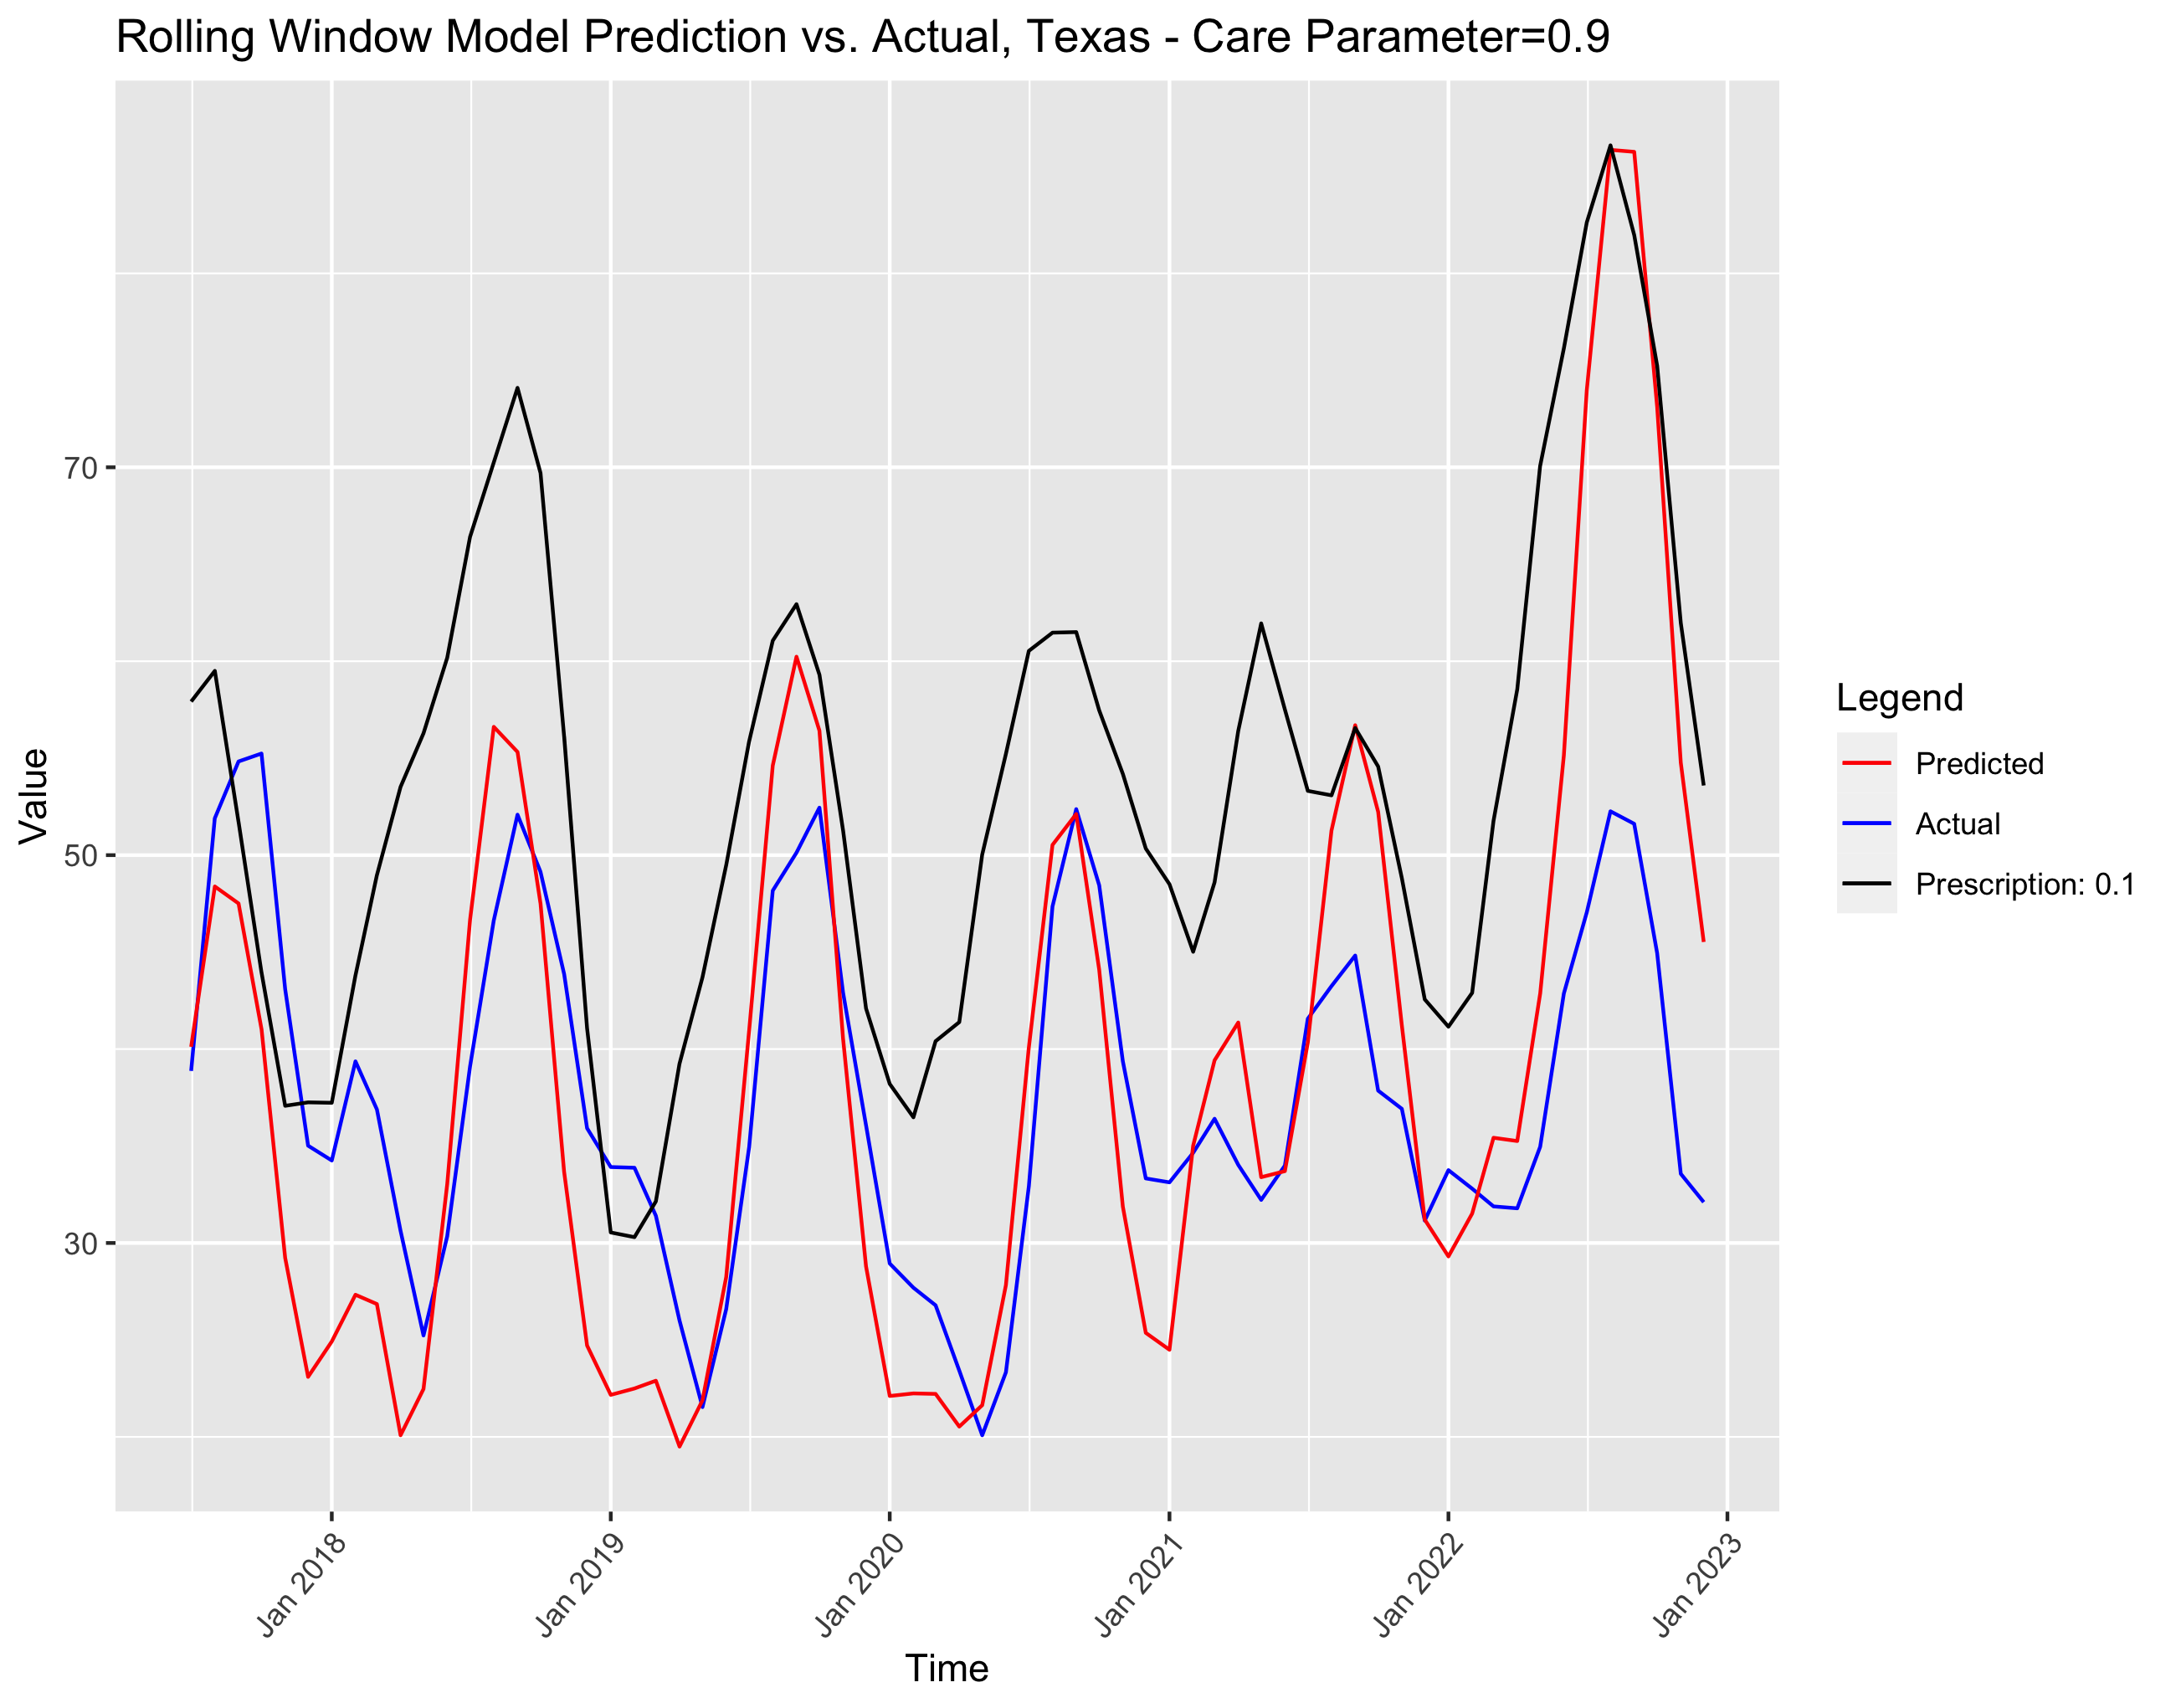 Rolling Window Model Prediction vs. Actual, Texas - Care Parameter=0.9
Value
70
50
30
Jan 2018
Jan 2019
Jan 2020
Jan 2021
Jan 2022
Jan 2023
Time
Legend
Predicted
Actual
Prescription: 0.1